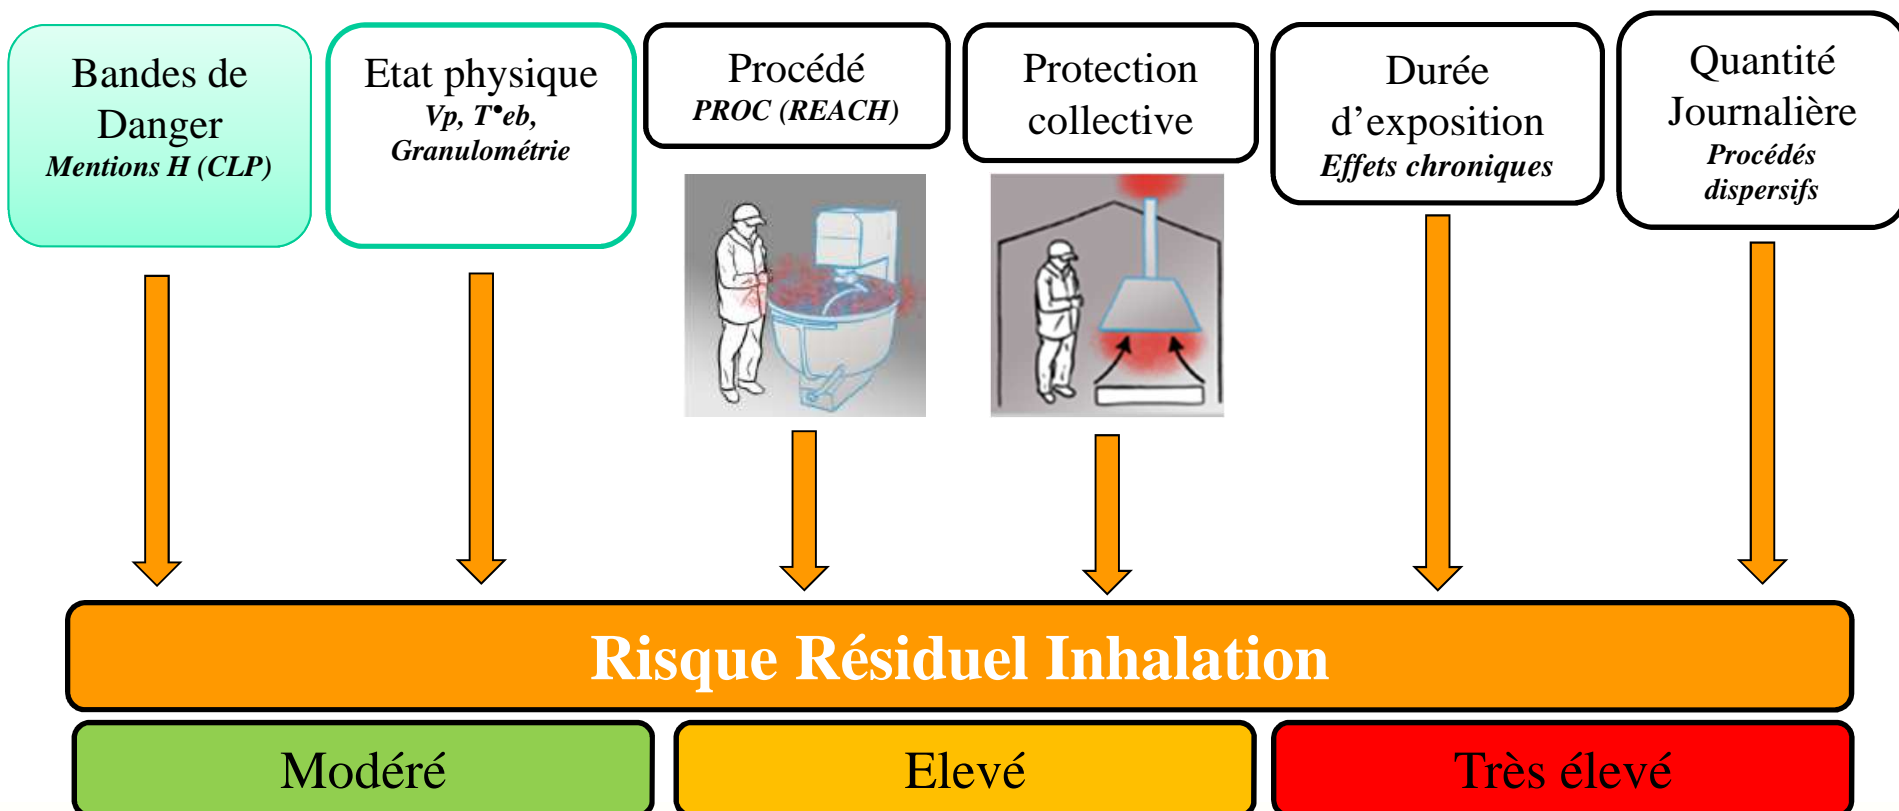 Bandes de
Danger
Mentions H (CLP)
Etat physique
Vp, T•eb,
Granulométrie
Procédé
PROC (REACH)
Protection
collective
Durée
d’exposition
Effets chroniques
Quantité
Journalière
Procédés
dispersifs
Risque Résiduel Inhalation
Modéré
Elevé
Très élevé